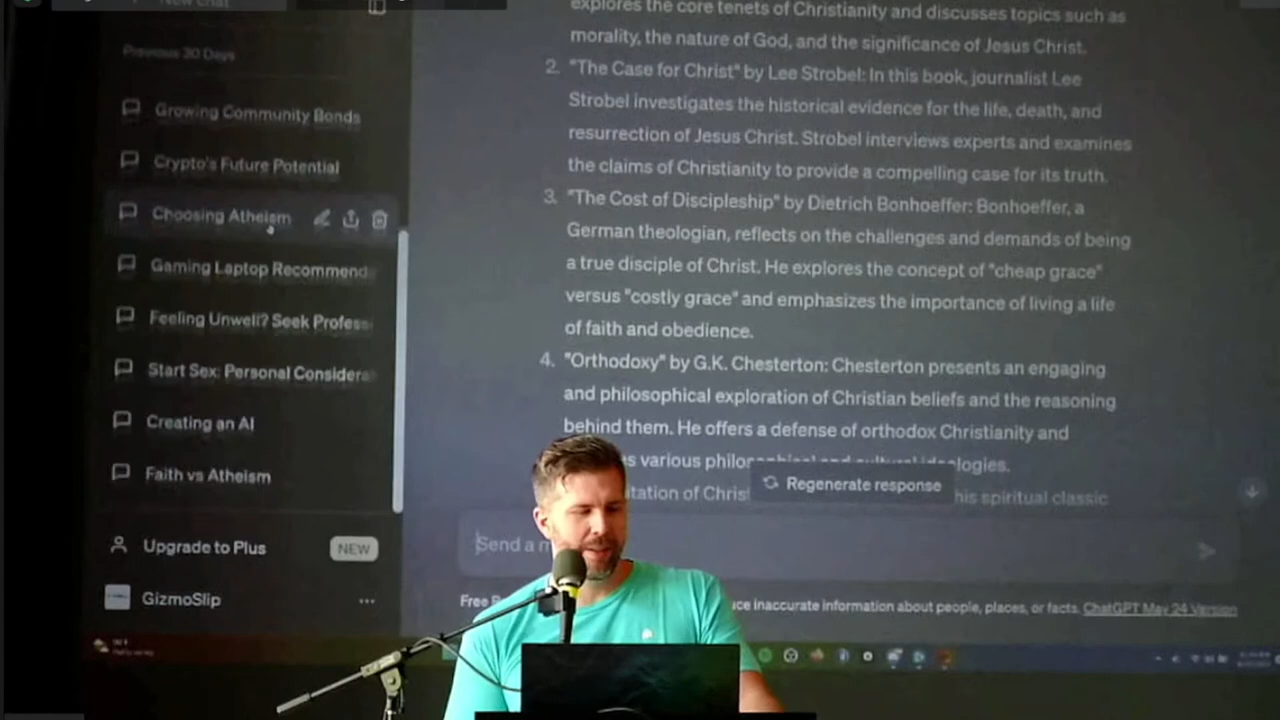 New chat
Previous 30 Days
Growing Community Bonds
Crypto's Future Potential
Choosing Atheism
Gaming Laptop Recommend
Feeling Unwell? Seek Profess
Start Sex: Personal Considera
Creating an AI
Faith vs Atheism
Upgrade to Plus NEW
GizmoSlip
explores the core tenets of Christianity and discusses topics such as
morality, the nature of God, and the significance of Jesus Christ.
2. "The Case for Christ" by Lee Strobel: In this book, journalist Lee
Strobel investigates the historical evidence for the life, death, and
resurrection of Jesus Christ. Strobel interviews experts and examines
the claims of Christianity to provide a compelling case for its truth.
3. "The Cost of Discipleship" by Dietrich Bonhoeffer: Bonhoeffer, a
German theologian, reflects on the challenges and demands of being
a true disciple of Christ. He explores the concept of "cheap grace"
versus "costly grace" and emphasizes the importance of living a life
of faith and obedience.
4. "Orthodoxy" by G.K. Chesterton: Chesterton presents an engaging
and philosophical exploration of Christian beliefs and the reasoning
behind them. He offers a defense of orthodox Christianity and
various philosophical and cultural ideologies.
his spiritual classic
Regenerate response
Send a
Free inaccurate information about people, places, or facts. ChatGPT May 24 Version